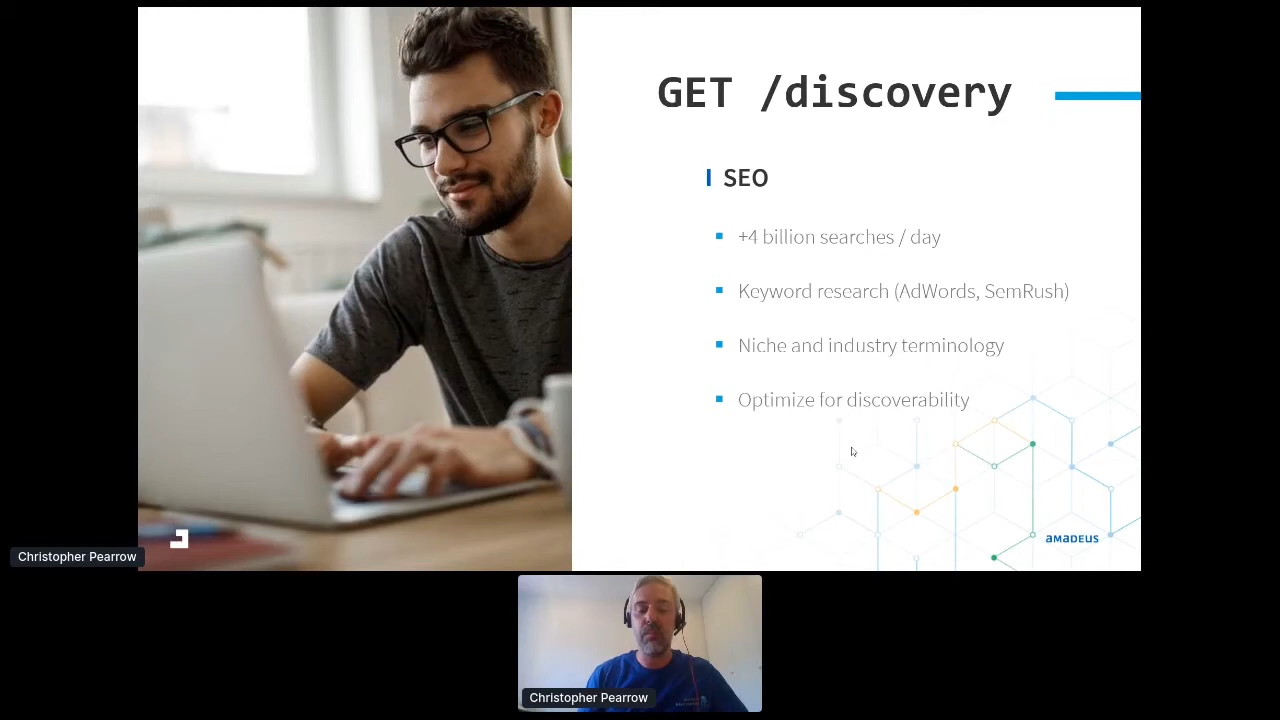 GET /discovery
SEO
+4 billion searches / day
Keyword research (AdWords, SemRush)
Niche and industry terminology
Optimize for discoverability
amadeus
Christopher Pearrow
Christopher Pearrow